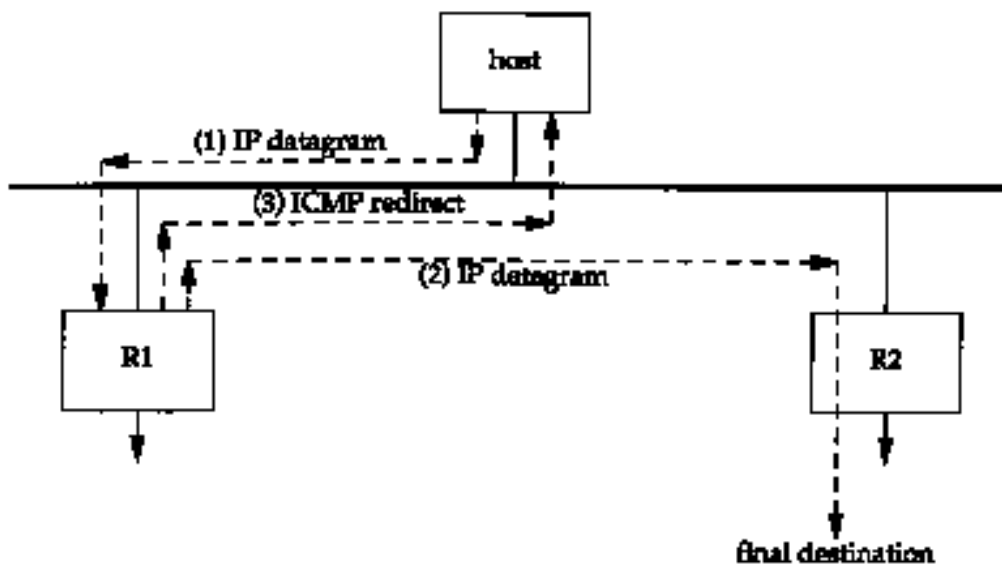 host
(1) IP datagram
(3) ICMP redirect
(2) IP datagram
R1
R2
final destination